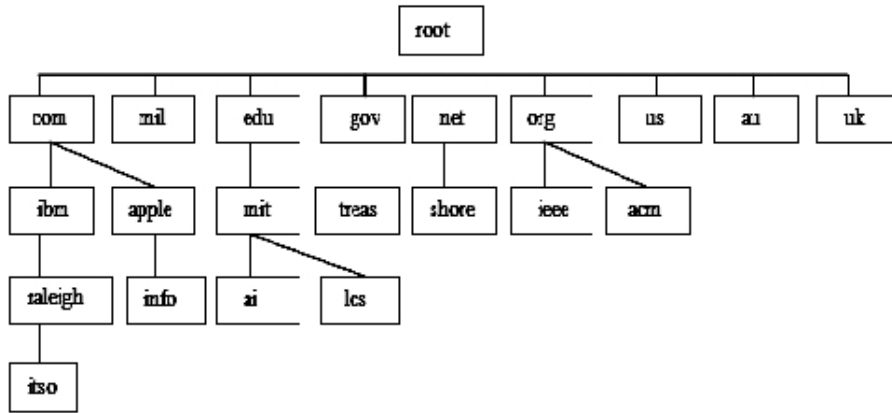 root
com mil edu gov net org us au uk
ibm apple mit treas shore ieee acm
raleigh info ai lcs
itso